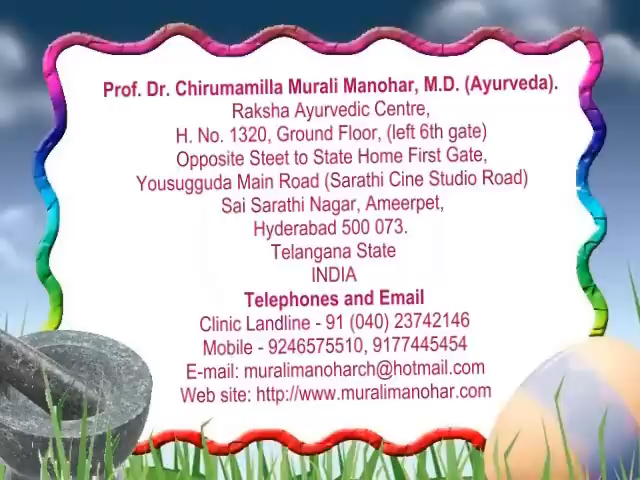 Prof. Dr. Chirumamilla Murali Manohar, M.D. (Ayurveda).
Raksha Ayurvedic Centre,
H. No. 1320, Ground Floor, (left 6th gate)
Opposite Steet to State Home First Gate,
Yousugguda Main Road (Sarathi Cine Studio Road)
Sai Sarathi Nagar, Ameerpet,
Hyderabad 500 073.
Telangana State
INDIA
Telephones and Email
Clinic Landline - 91 (040) 23742146
Mobile - 9246575510, 9177445454
E-mail: muralimanoharch@hotmail.com
Web site: http://www.muralimanohar.com